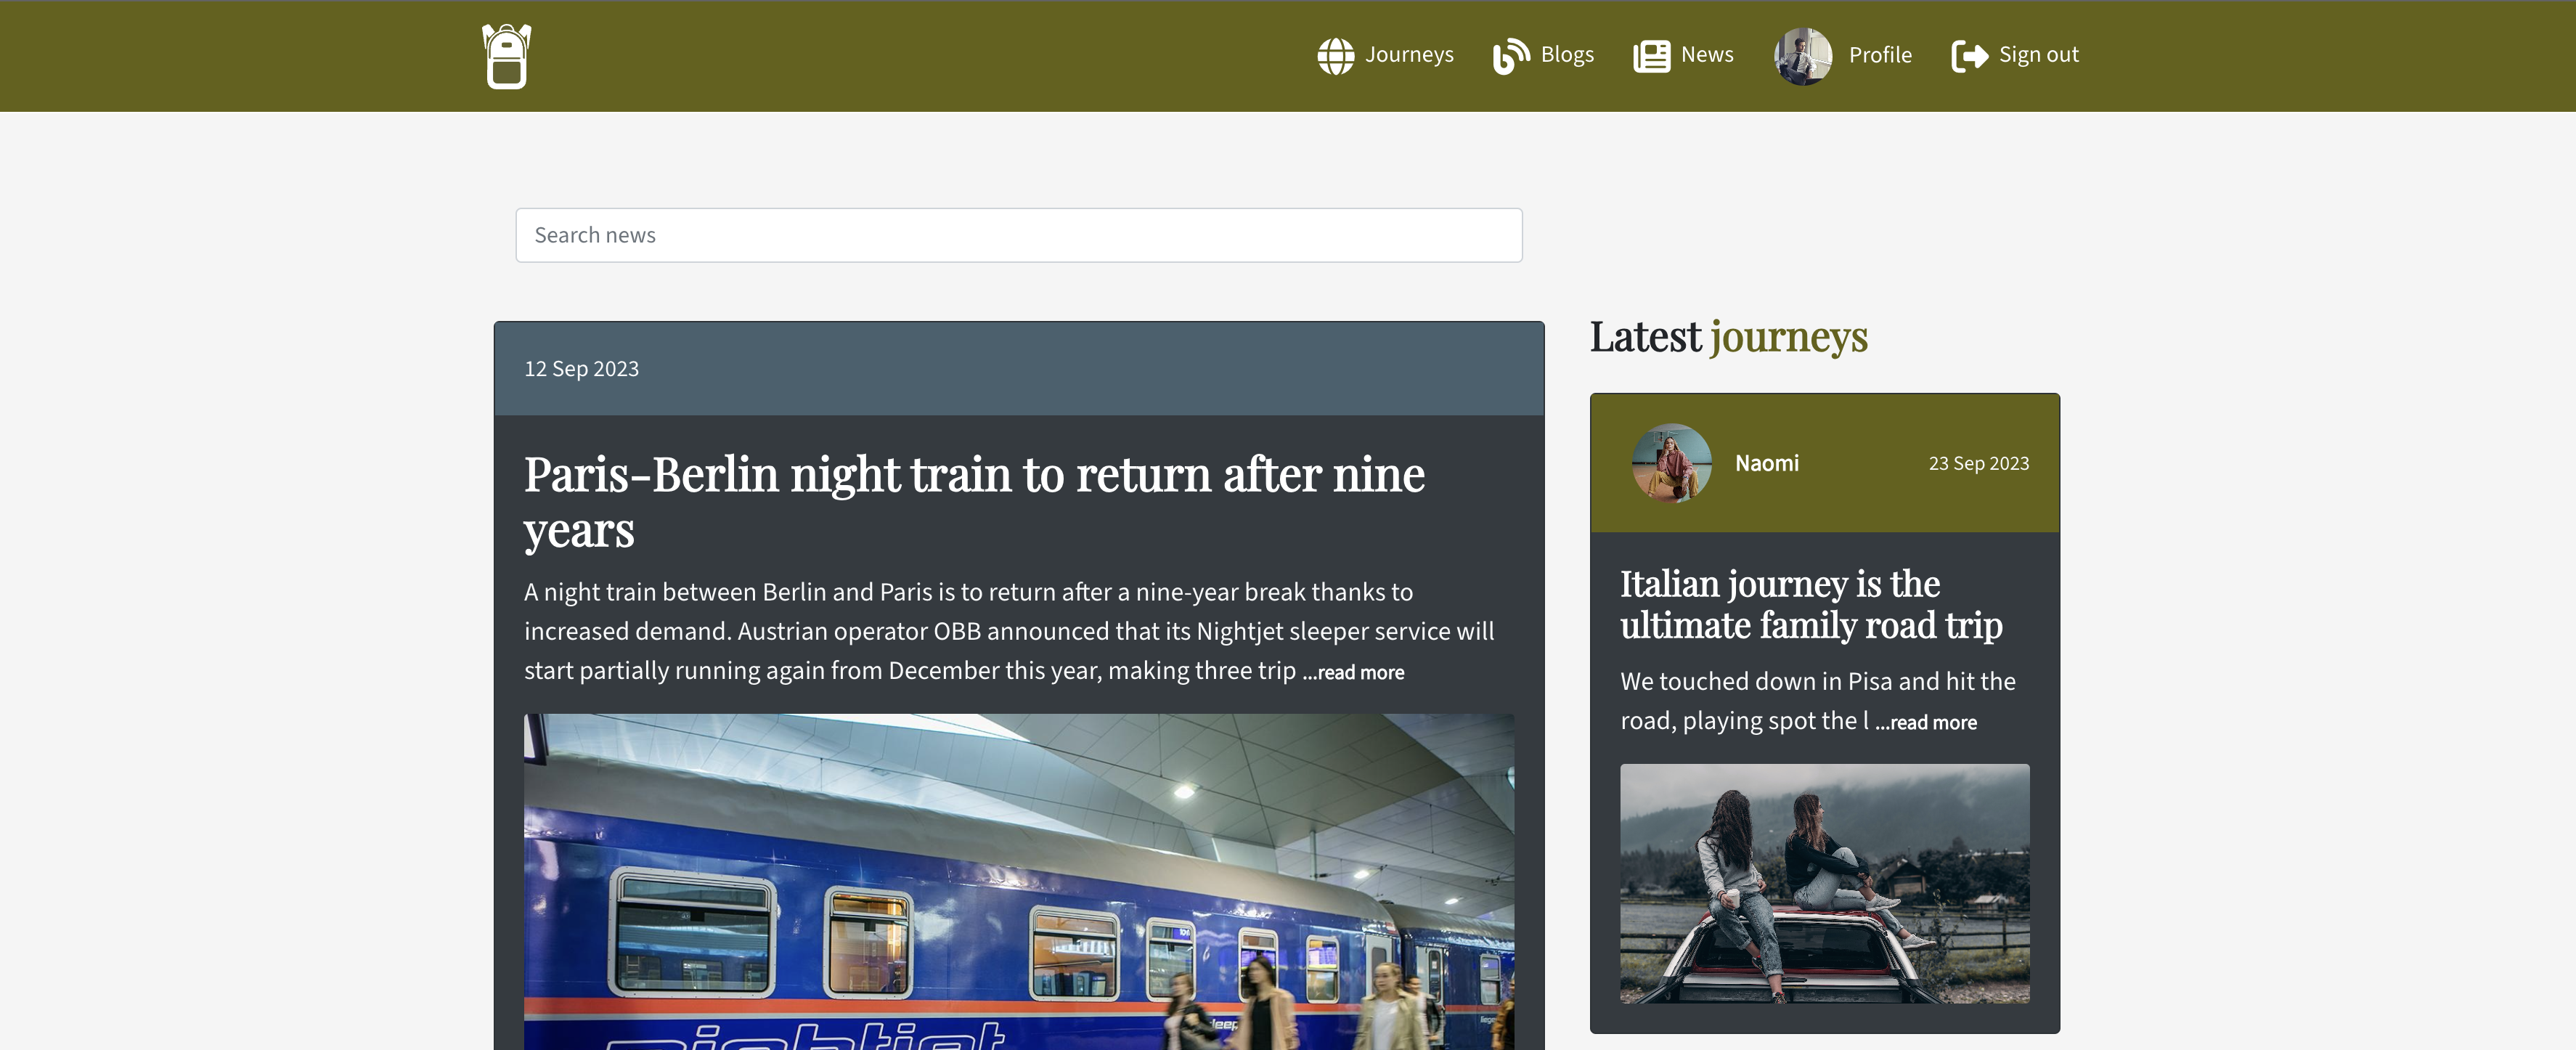 Journeys
Blogs
News
Profile
Sign out
Search news
12 Sep 2023
Paris-Berlin night train to return after nine
years
A night train between Berlin and Paris is to return after a nine-year break thanks to
increased demand. Austrian operator OBB announced that its Nightjet sleeper service will
start partially running again from December this year, making three trip ...read more
Latest journeys
Naomi
23 Sep 2023
Italian journey is the
ultimate family road trip
We touched down in Pisa and hit the
road, playing spot the l ...read more
nightjet